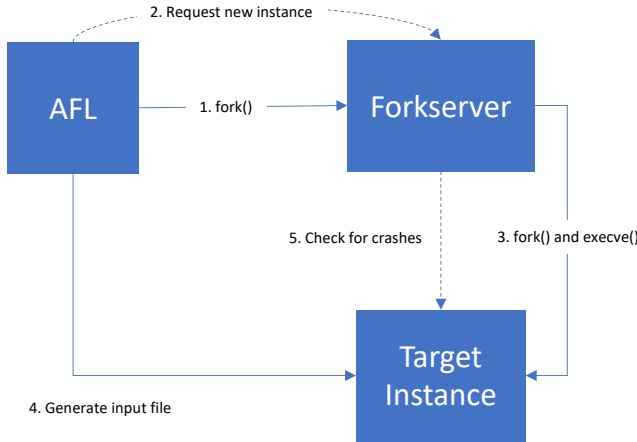 2. Request new instance
AFL
1. fork()
Forkserver
5. Check for crashes
3. fork() and execve()
Target
Instance
4. Generate input file